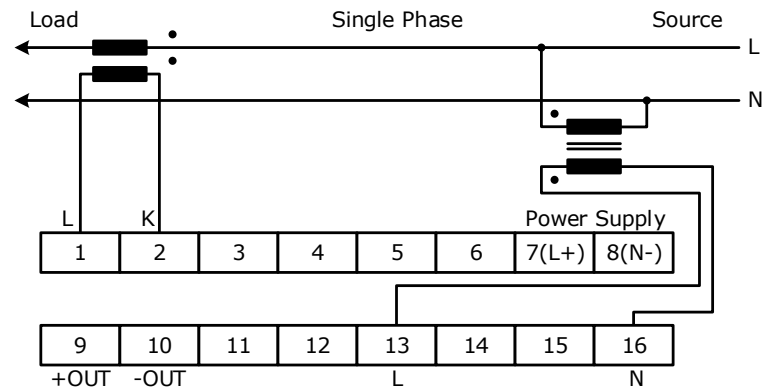 Load Single Phase Source
L
N
L K Power Supply
1 2 3 4 5 6 7(L+) 8(N-)
9 10 11 12 13 14 15 16
+OUT -OUT L N